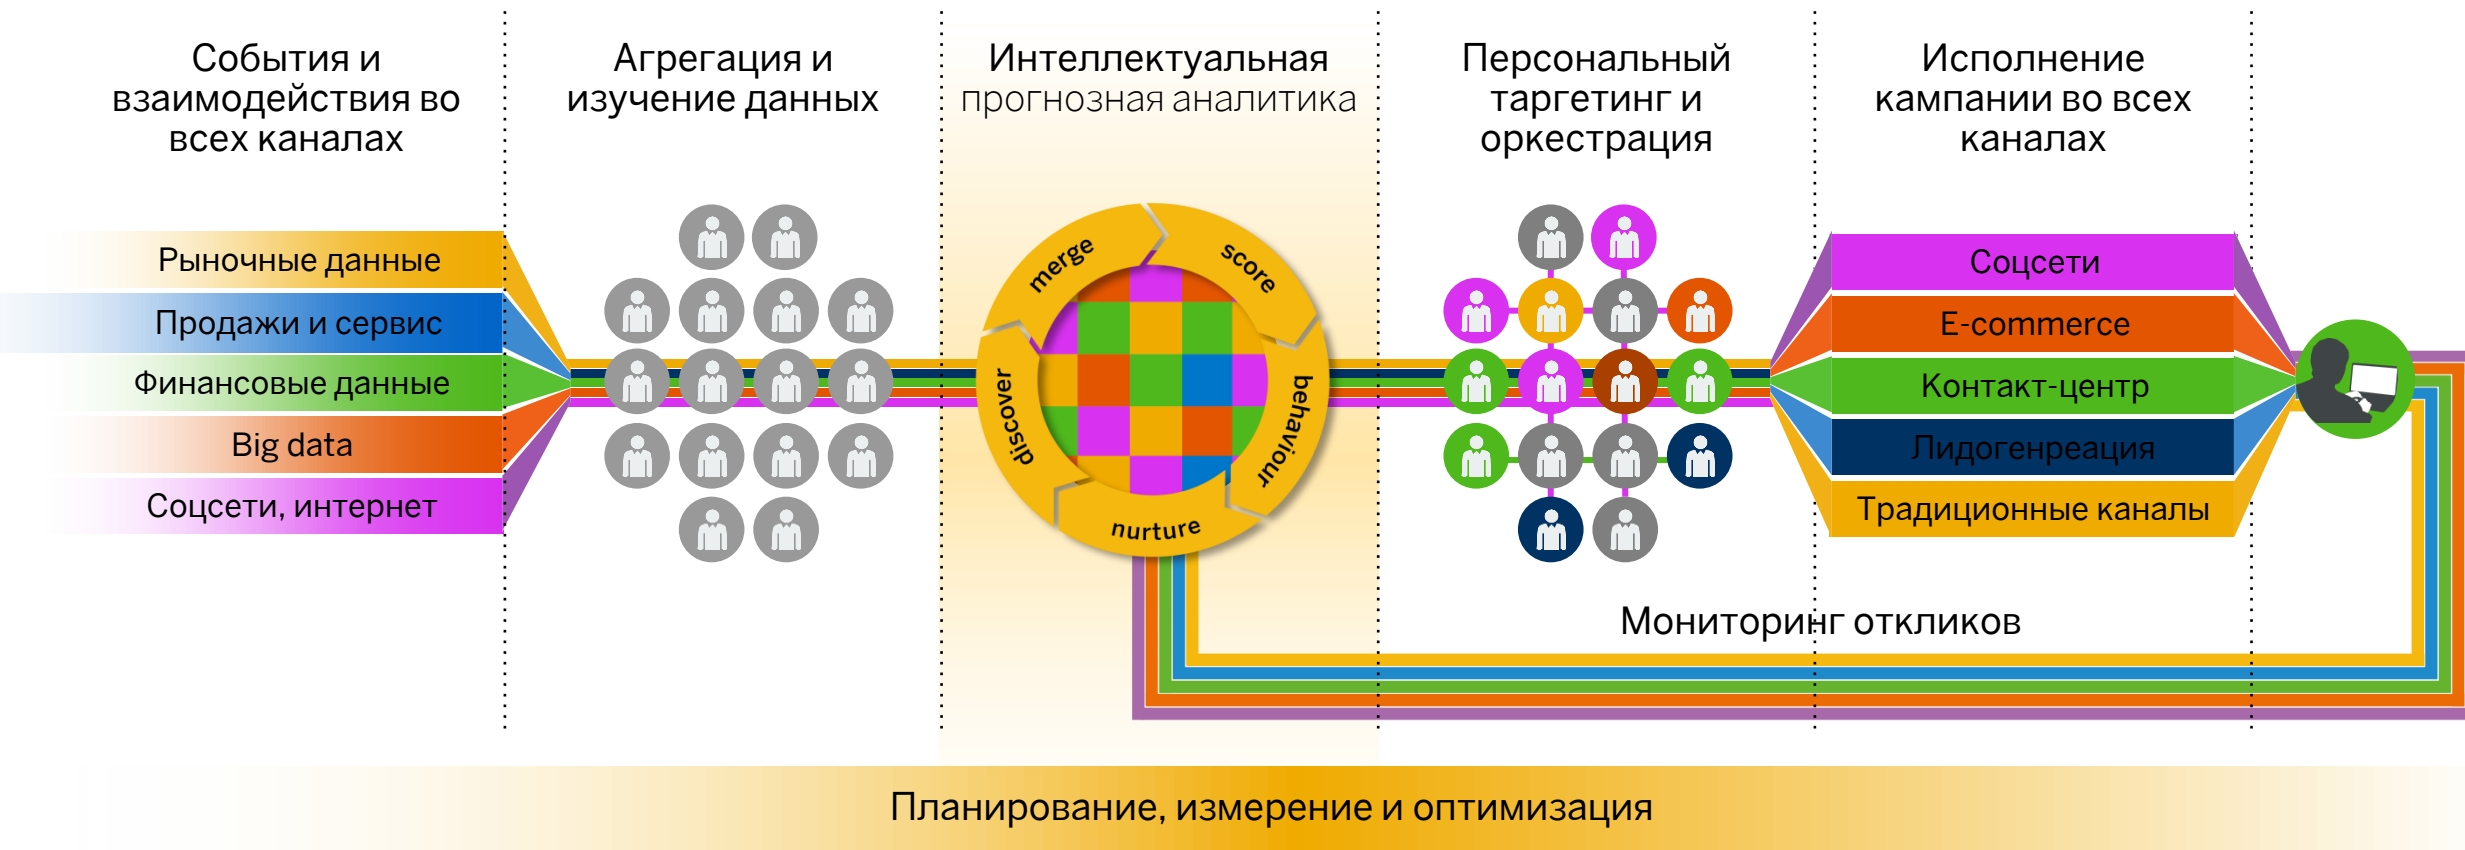 События и
взаимодействия во
всех каналах
Агрегация и
изучение данных
Интеллектуальная
прогнозная аналитика
Персональный
таргетинг и
оркестрация
Исполнение
кампании во всех
каналах
Рыночные данные
Продажи и сервис
Финансовые данные
Big data
Соцсети, интернет
merge
score
behaviour
nurture
discover
Соцсети
E-commerce
Контакт-центр
Лидогенреация
Традиционные каналы
Мониторинг откликов
Планирование, измерение и оптимизация